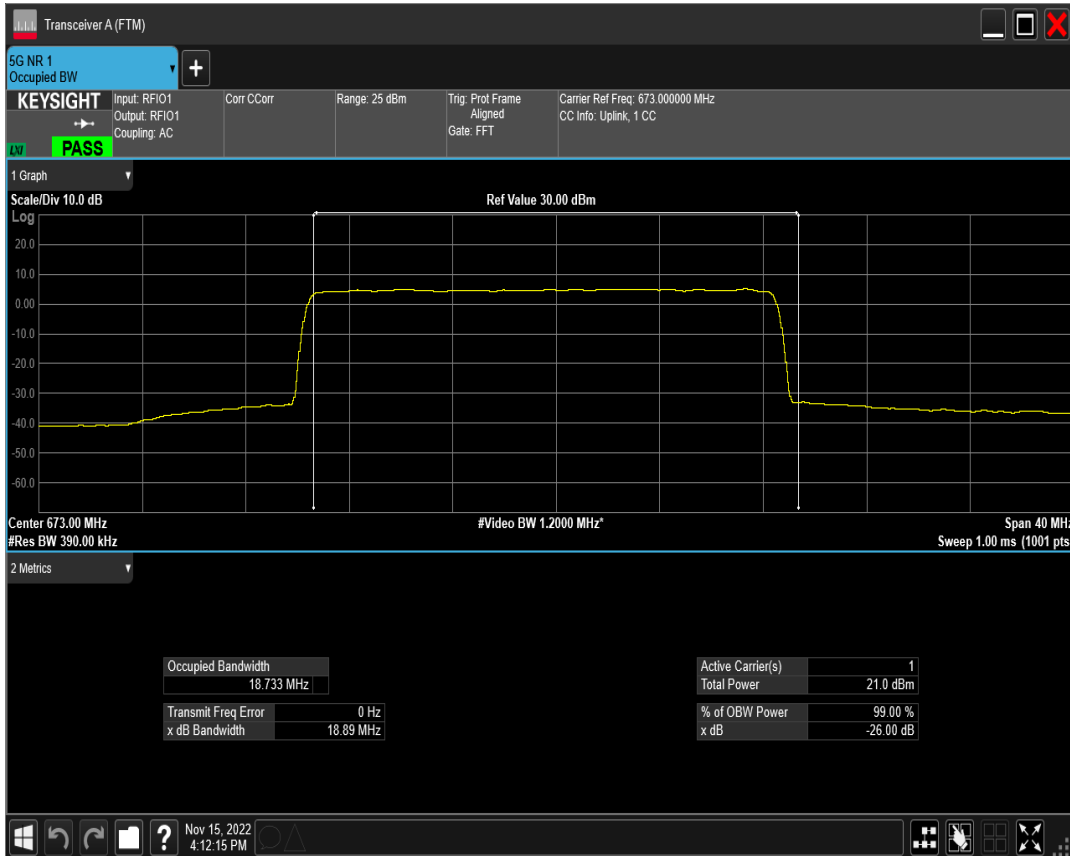 Transceiver A (FTM)
5G NR 1
Occupied BW
+
KEYSIGHT
LXI
PASS
Input: RFIO1
Output: RFIO1
Coupling: AC
Corr CCorr
Range: 25 dBm
Trig: Prot Frame
Aligned
Gate: FFT
Carrier Ref Freq: 673.000000 MHz
CC Info: Uplink, 1 CC
1 Graph
Scale/Div 10.0 dB
Ref Value 30.00 dBm
Log
20.0
10.0
0.00
-10.0
-20.0
-30.0
-40.0
-50.0
-60.0
Center 673.00 MHz
#Video BW 1.2000 MHz*
Span 40 MHz
#Res BW 390.00 kHz
Sweep 1.00 ms (1001 pts
2 Metrics
Occupied Bandwidth
18.733 MHz
Transmit Freq Error 0 Hz
x dB Bandwidth 18.89 MHz
Active Carrier(s) 1
Total Power 21.0 dBm
% of OBW Power 99.00 %
x dB -26.00 dB
?
Nov 15, 2022
4:12:15 PM